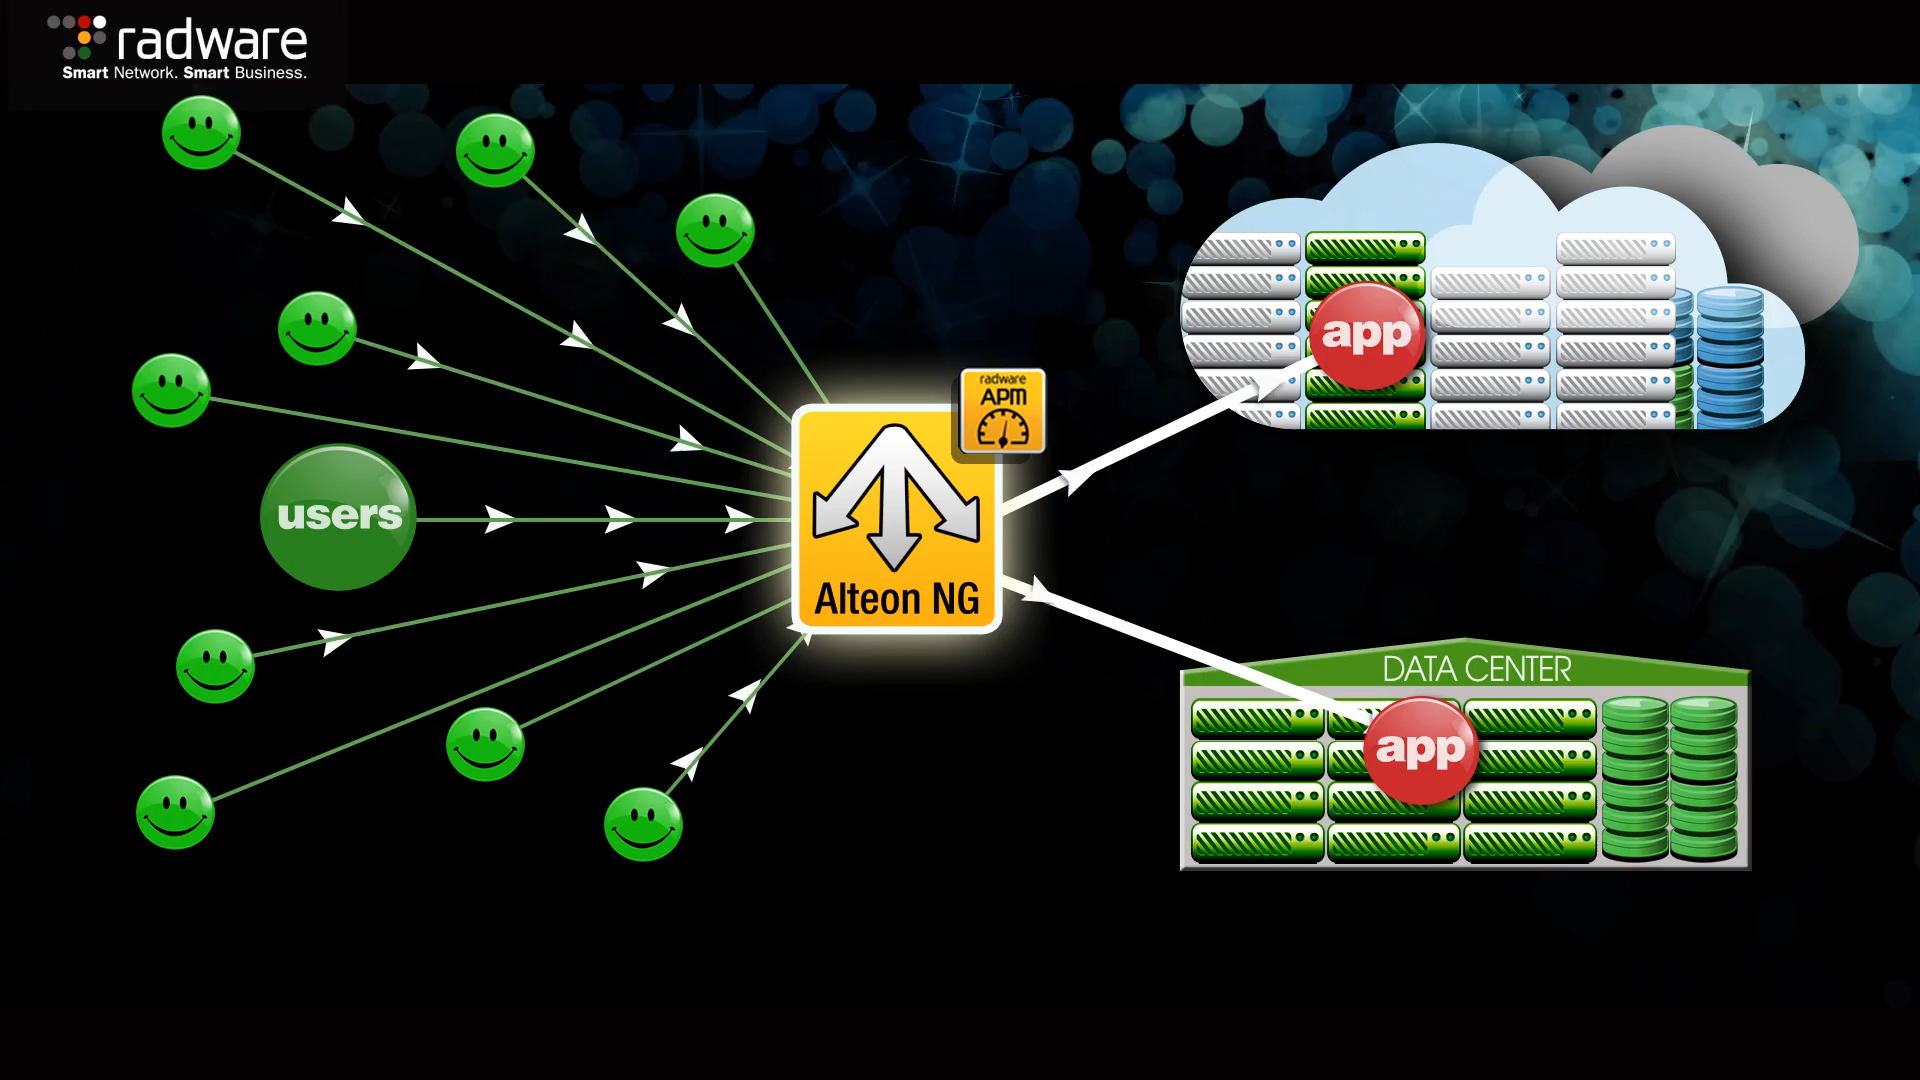 radware
Smart Network. Smart Business.
users
radware
APM
Alteon NG
app
DATA CENTER
app